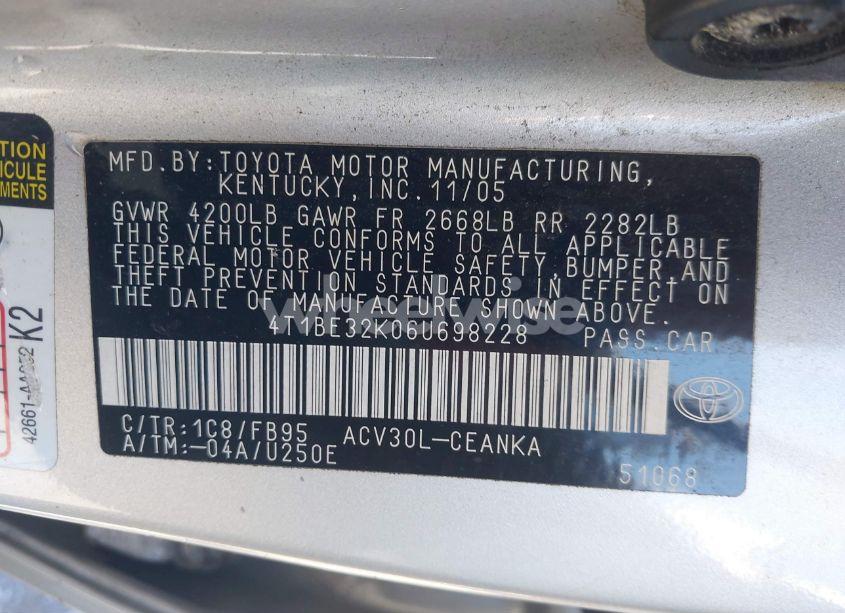 MFD.BY:TOYOTA MOTOR MANUFACTURING,
KENTUCKY,INC.11/05
GVWR 4200LB GAWR FR 2668LB RR 2282LB
THIS VEHICLE CONFORMS TO ALL APPLICABLE
FEDERAL MOTOR VEHICLE SAFETY,BUMPER,AND
THEFT PREVENTION STANDARDS IN EFFECT ON
THE DATE OF MANUFACTURE SHOWN ABOVE.
4T1BE32K06U698228 PASS.CAR
C/TR:1C8/FB95 ACV30L-CEANKA
A/TM:-04A/U250E
51068
wheelwise
K2